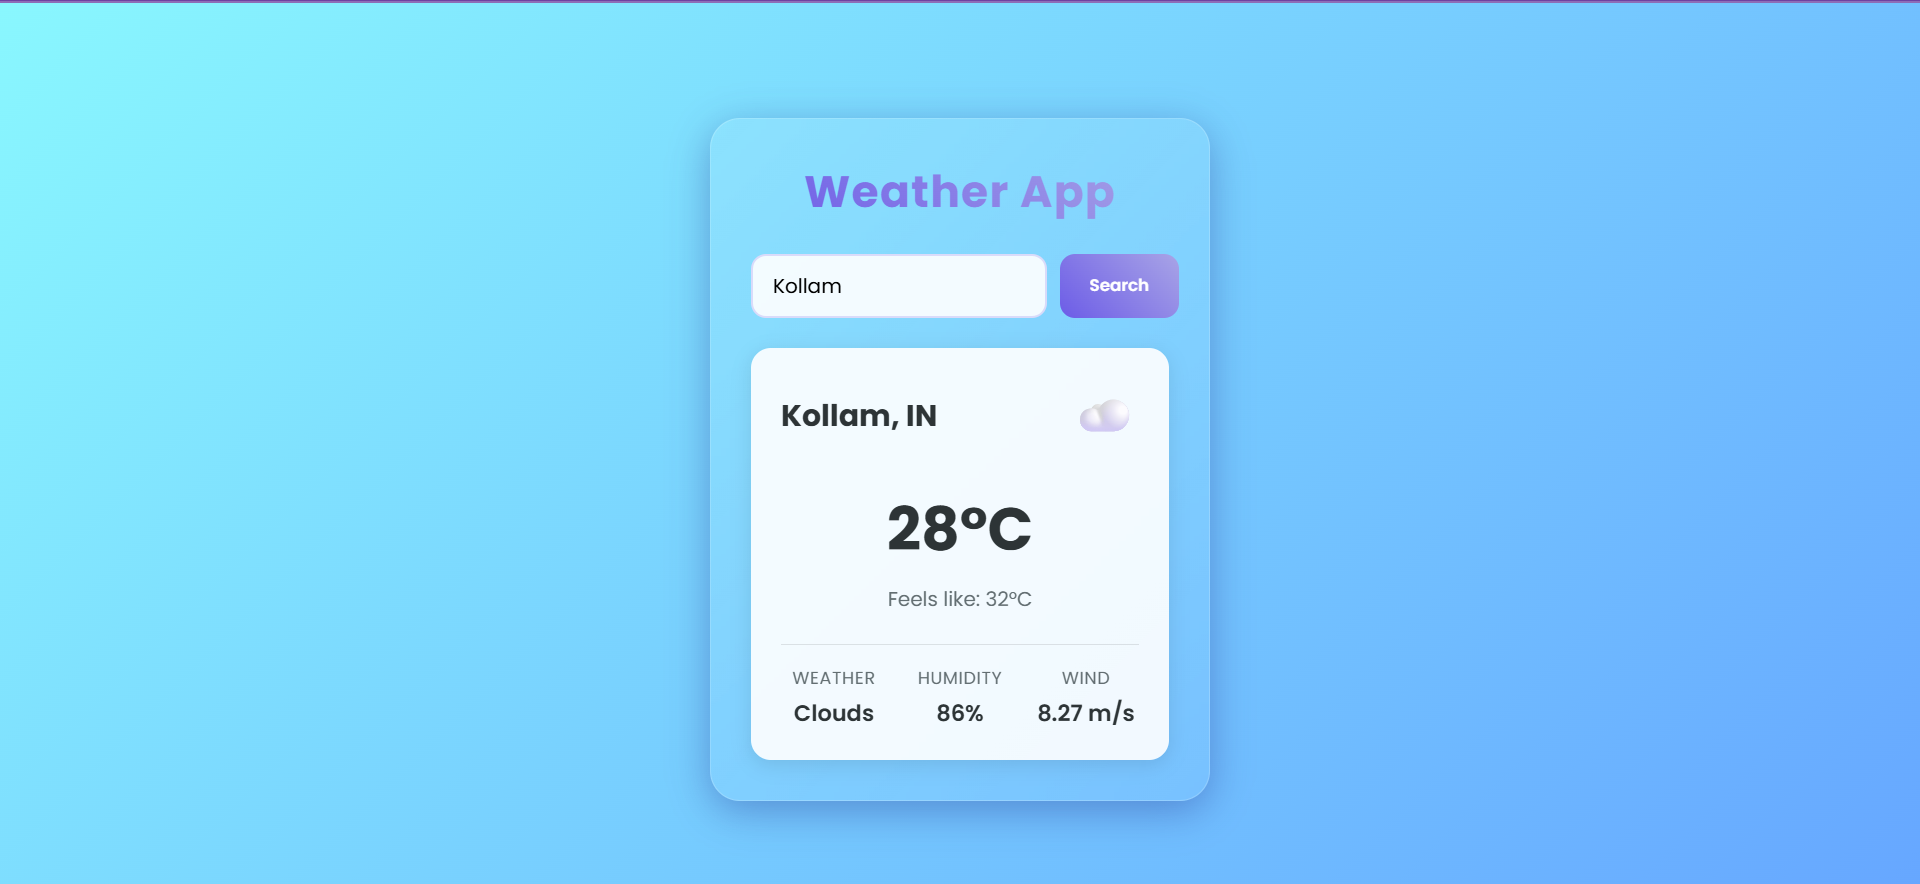 Weather App
Kollam
Search
Kollam, IN
28°C
Feels like: 32°C
WEATHER HUMIDITY WIND
Clouds 86% 8.27 m/s